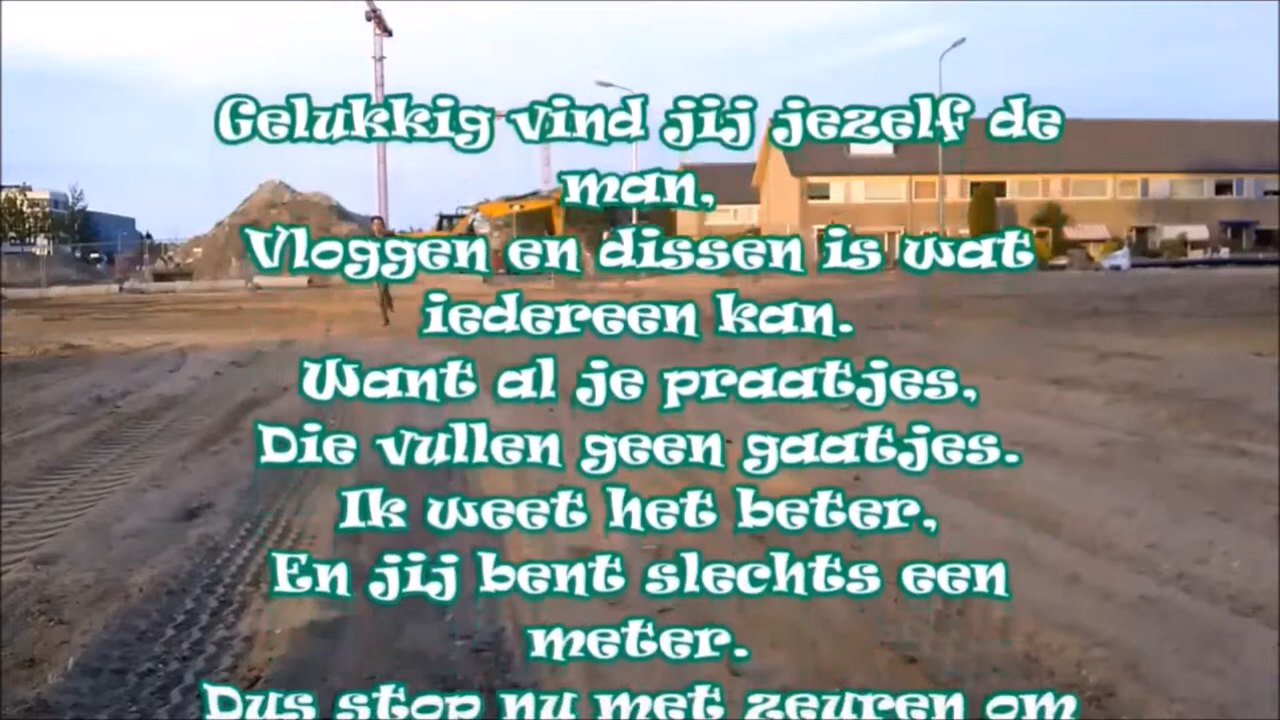 Gelukkig vind jij jezelf de
man,
Vloggen en dissen is wat
iedereen kan.
Want al je praatjes,
Die vullen geen gaatjes.
Ik weet het beter,
En jij bent slechts een
meter.
Dus stop nu met zeuren om